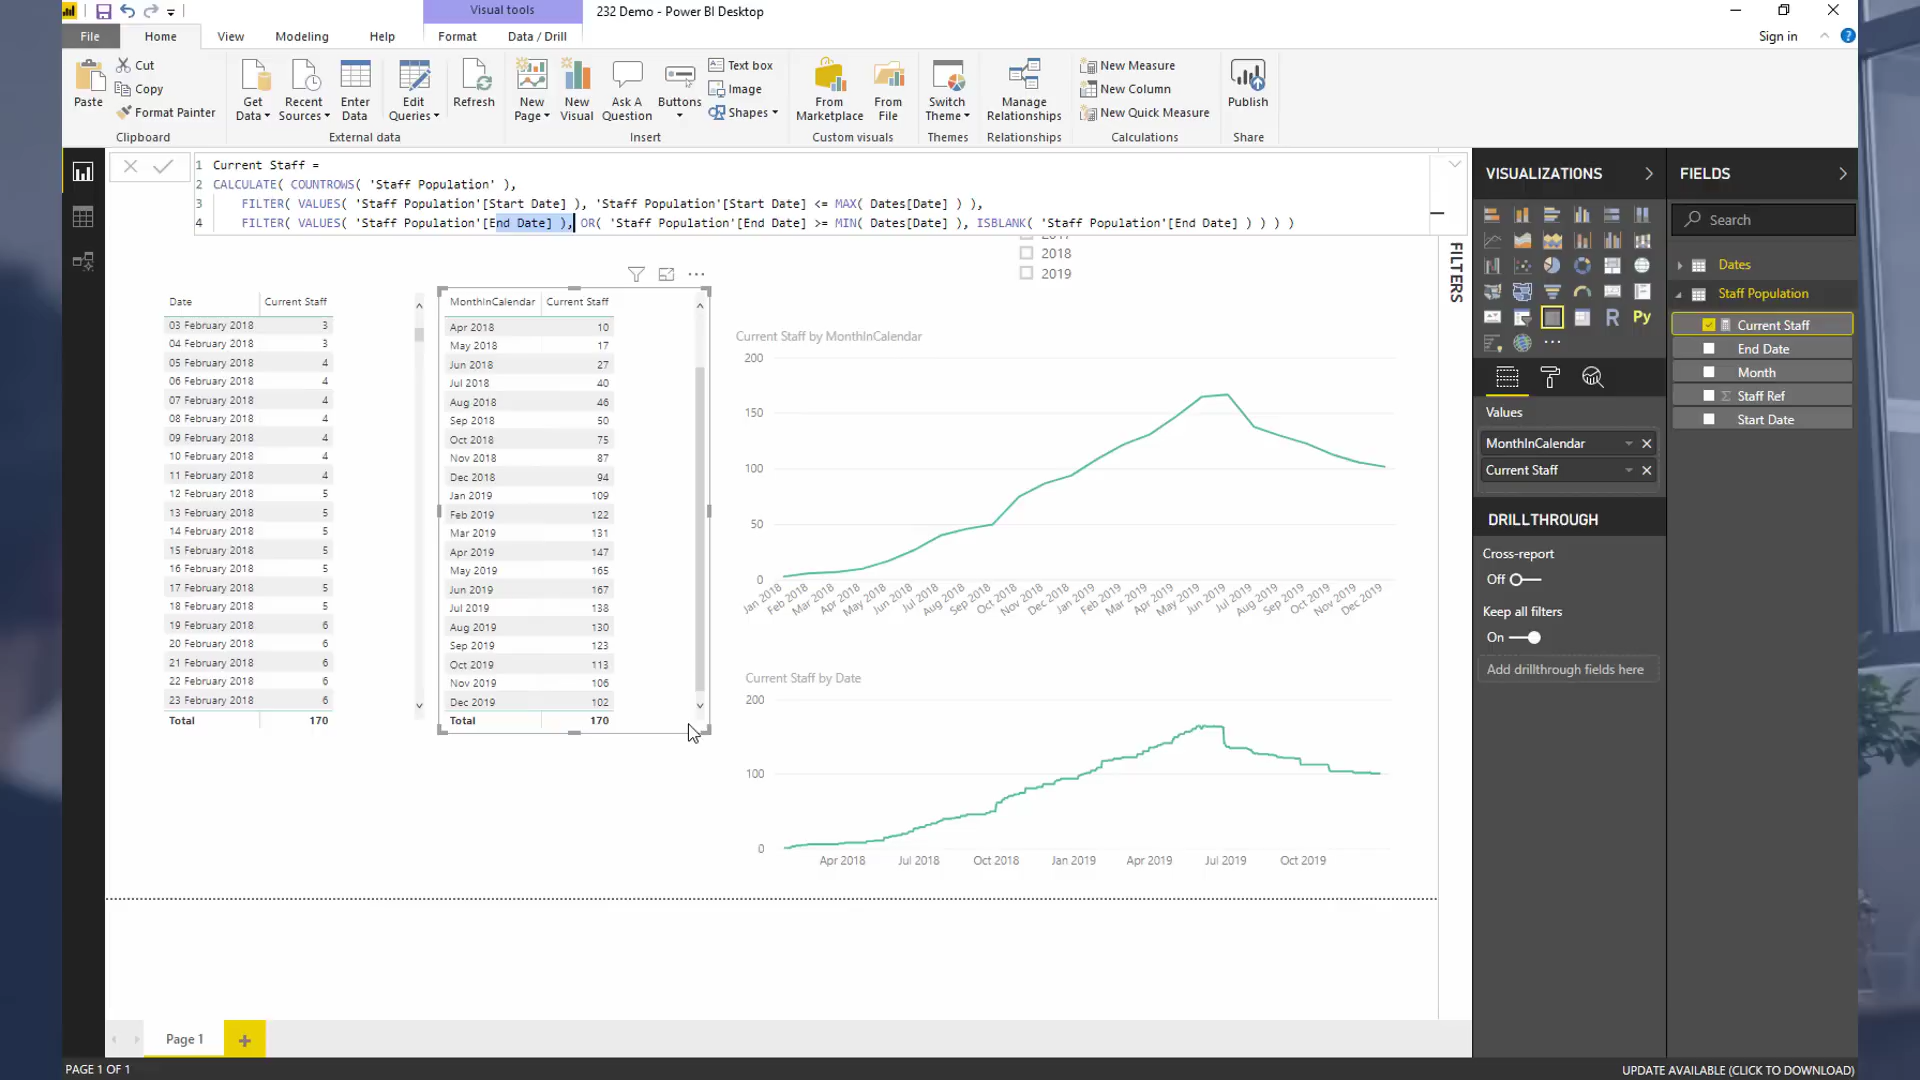 Visual tools
232 Demo - Power BI Desktop
File
Home
View
Modeling
Help
Format
Data / Drill
Sign in
Paste
Cut
Copy
Format Painter
Clipboard
Get Data
Recent Sources
Enter Data
Edit Queries
Refresh
External data
New Page
New Visual
Ask A Question
Buttons
Text box
Image
Shapes
Insert
From Marketplace
From File
Custom visuals
Switch Theme
Themes
Manage Relationships
Relationships
New Measure
New Column
New Quick Measure
Calculations
Publish
Share
1 Current Staff =
2 CALCULATE( COUNTROWS( 'Staff Population' ),
3 FILTER( VALUES( 'Staff Population'[Start Date] ), 'Staff Population'[Start Date] <= MAX( Dates[Date] ) ),
4 FILTER( VALUES( 'Staff Population'[End Date] ), OR( 'Staff Population'[End Date] >= MIN( Dates[Date] ), ISBLANK( 'Staff Population'[End Date] ) ) ) )
2018
2019
Date Current Staff
03 February 2018 3
04 February 2018 3
05 February 2018 4
06 February 2018 4
07 February 2018 4
08 February 2018 4
09 February 2018 4
10 February 2018 4
11 February 2018 4
12 February 2018 5
13 February 2018 5
14 February 2018 5
15 February 2018 5
16 February 2018 5
17 February 2018 5
18 February 2018 5
19 February 2018 6
20 February 2018 6
21 February 2018 6
22 February 2018 6
23 February 2018 6
Total 170
MonthInCalendar Current Staff
Apr 2018 10
May 2018 17
Jun 2018 27
Jul 2018 40
Aug 2018 46
Sep 2018 50
Oct 2018 75
Nov 2018 87
Dec 2018 94
Jan 2019 109
Feb 2019 122
Mar 2019 131
Apr 2019 147
May 2019 165
Jun 2019 167
Jul 2019 138
Aug 2019 130
Sep 2019 123
Oct 2019 113
Nov 2019 106
Dec 2019 102
Total 170
Current Staff by MonthInCalendar
200
150
100
50
0
Jan 2018 Feb 2018 Mar 2018 Apr 2018 May 2018 Jun 2018 Jul 2018 Aug 2018 Sep 2018 Oct 2018 Nov 2018 Dec 2018 Jan 2019 Feb 2019 Mar 2019 Apr 2019 May 2019 Jun 2019 Jul 2019 Aug 2019 Sep 2019 Oct 2019 Nov 2019 Dec 2019
Current Staff by Date
200
100
0
Apr 2018 Jul 2018 Oct 2018 Jan 2019 Apr 2019 Jul 2019 Oct 2019
FILTERS
VISUALIZATIONS
R
Py
Values
MonthInCalendar
Current Staff
DRILLTHROUGH
Cross-report
Off
Keep all filters
On
Add drillthrough fields here
FIELDS
Search
Dates
Staff Population
Current Staff
End Date
Month
Staff Ref
Start Date
Page 1
PAGE 1 OF 1
UPDATE AVAILABLE (CLICK TO DOWNLOAD)